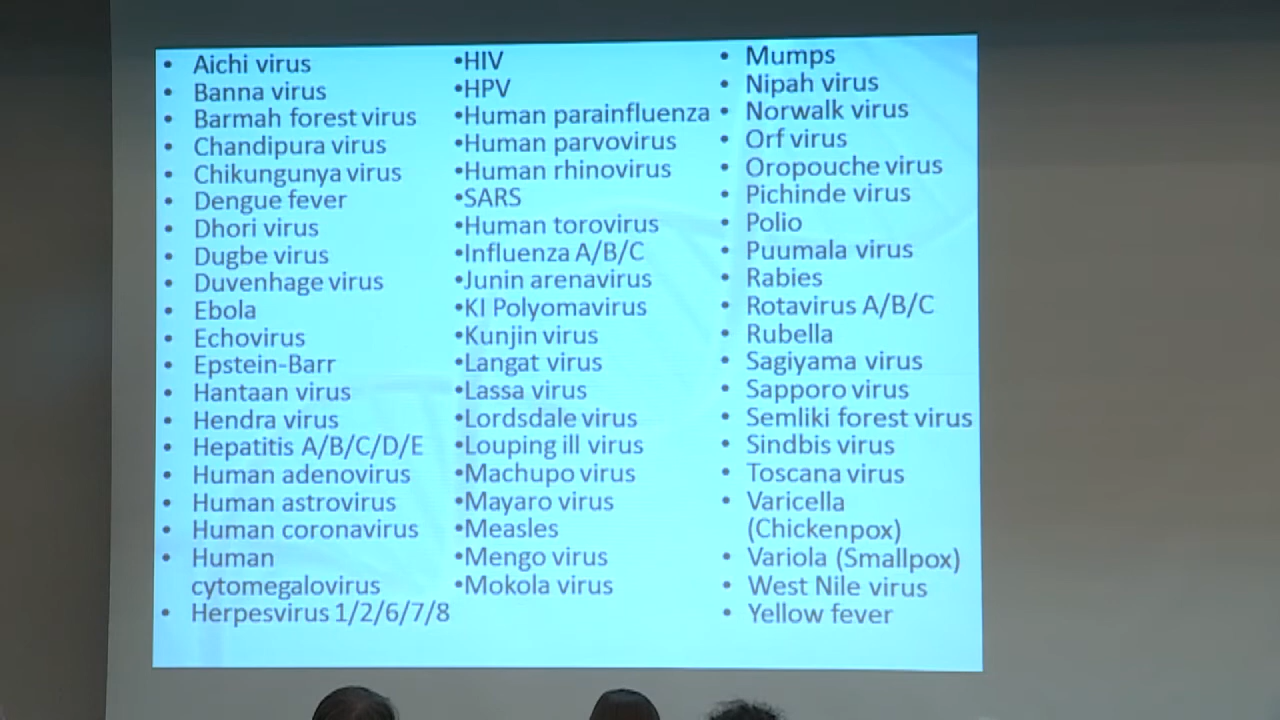 • Aichi virus
• Banna virus
• Barmah forest virus
• Chandipura virus
• Chikungunya virus
• Dengue fever
• Dhori virus
• Dugbe virus
• Duvenhage virus
• Ebola
• Echovirus
• Epstein-Barr
• Hantaan virus
• Hendra virus
• Hepatitis A/B/C/D/E
• Human adenovirus
• Human astrovirus
• Human coronavirus
• Human
cytomegalovirus
• Herpesvirus 1/2/6/7/8
•HIV
•HPV
•Human parainfluenza
•Human parvovirus
•Human rhinovirus
•SARS
•Human torovirus
•Influenza A/B/C
•Junin arenavirus
•KI Polyomavirus
•Kunjin virus
•Langat virus
•Lassa virus
•Lordsdale virus
•Louping ill virus
•Machupo virus
•Mayaro virus
•Measles
•Mengo virus
•Mokola virus
• Mumps
• Nipah virus
• Norwalk virus
• Orf virus
• Oropouche virus
• Pichinde virus
• Polio
• Puumala virus
• Rabies
• Rotavirus A/B/C
• Rubella
• Sagiyama virus
• Sapporo virus
• Semliki forest virus
• Sindbis virus
• Toscana virus
• Varicella
(Chickenpox)
• Variola (Smallpox)
• West Nile virus
• Yellow fever